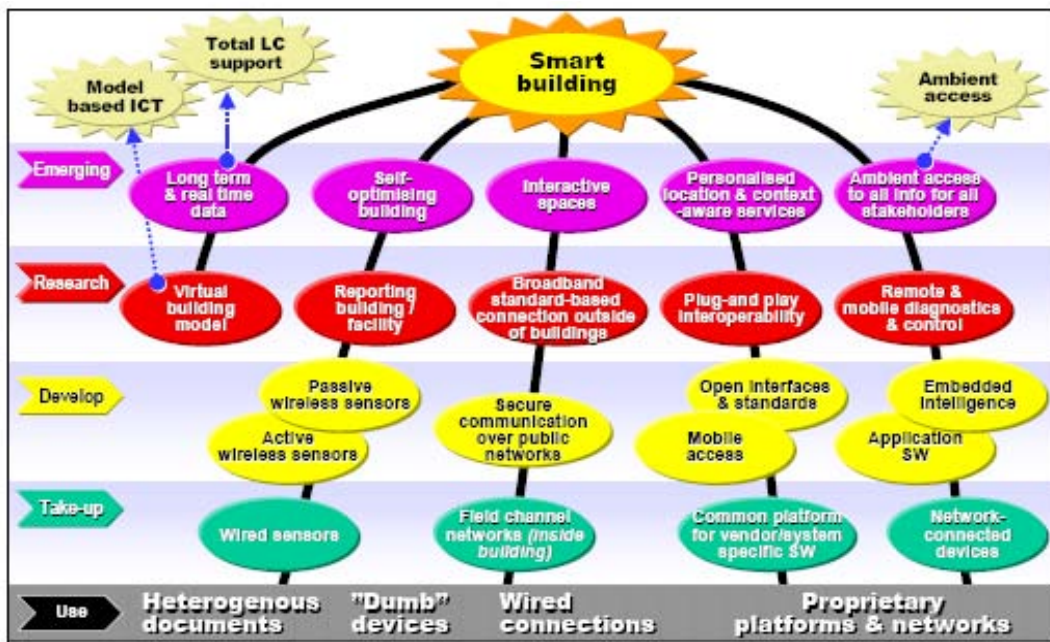 Smart
building
Total LC
support
Model
based ICT
Ambient
access
Emerging
Long term
& real time
data
Self-
optimising
building
Interactive
spaces
Personalised
location & context
-aware services
Ambient access
to all info for all
stakeholders
Research
Virtual
building
model
Reporting
building /
facility
Broadband
standard-based
connection outside
of buildings
Plug-and play
interoperability
Remote &
mobile diagnostics
& control
Develop
Passive
wireless sensors
Active
wireless sensors
Secure
communication
over public
networks
Open interfaces
& standards
Mobile
access
Embedded
intelligence
Application
SW
Take-up
Wired sensors
Field channel
networks (inside
building)
Common platform
for vendor/system
specific SW
Network-
connected
devices
Use
Heterogenous
documents
"Dumb"
devices
Wired
connections
Proprietary
platforms & networks